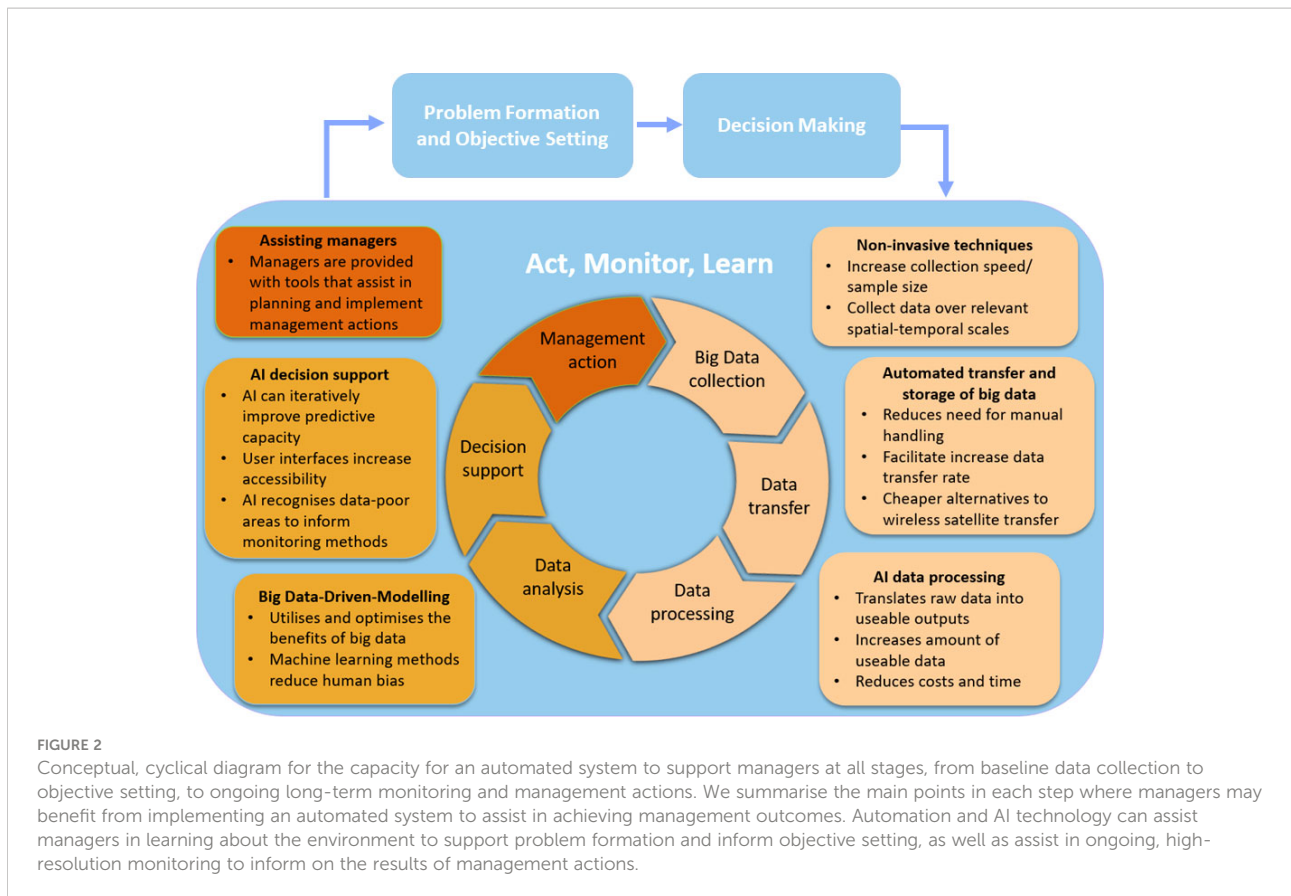 Problem Formation
and Objective Setting
Decision Making
Act, Monitor, Learn
Assisting managers
• Managers are provided
with tools that assist in
planning and implement
management actions
AI decision support
• AI can iteratively
improve predictive
capacity
• User interfaces increase
accessibility
• AI recognises data-poor
areas to inform
monitoring methods
Big Data-Driven-Modelling
• Utilises and optimises the
benefits of big data
• Machine learning methods
reduce human bias
Management
action
Big Data
collection
Data
transfer
Data
processing
Data
analysis
Decision
support
Non-invasive techniques
• Increase collection speed/
sample size
• Collect data over relevant
spatial-temporal scales
Automated transfer and
storage of big data
• Reduces need for manual
handling
• Facilitate increase data
transfer rate
• Cheaper alternatives to
wireless satellite transfer
AI data processing
• Translates raw data into
useable outputs
• Increases amount of
useable data
• Reduces costs and time
FIGURE 2
Conceptual, cyclical diagram for the capacity for an automated system to support managers at all stages, from baseline data collection to
objective setting, to ongoing long-term monitoring and management actions. We summarise the main points in each step where managers may
benefit from implementing an automated system to assist in achieving management outcomes. Automation and AI technology can assist
managers in learning about the environment to support problem formation and inform objective setting, as well as assist in ongoing, high-
resolution monitoring to inform on the results of management actions.